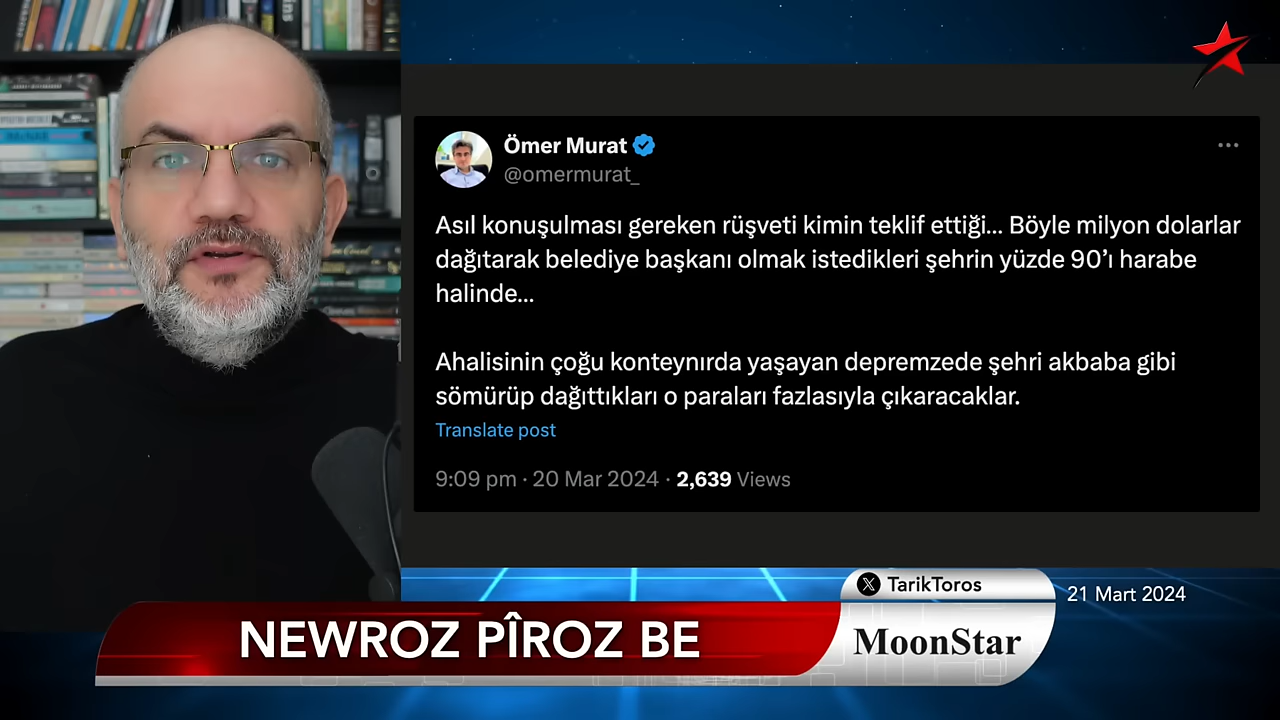 Ömer Murat
@omermurat_
Asıl konuşulması gereken rüşveti kimin teklif ettiği... Böyle milyon dolarlar
dağıtarak belediye başkanı olmak istedikleri şehrin yüzde 90’ı harabe
halinde...
Ahalisinin çoğu konteynırda yaşayan depremzede şehri akbaba gibi
sömürüp dağıttıkları o paraları fazlasıyla çıkaracaklar.
Translate post
9:09 pm · 20 Mar 2024 · 2,639 Views
TarikToros
21 Mart 2024
NEWROZ PÎROZ BE
MoonStar